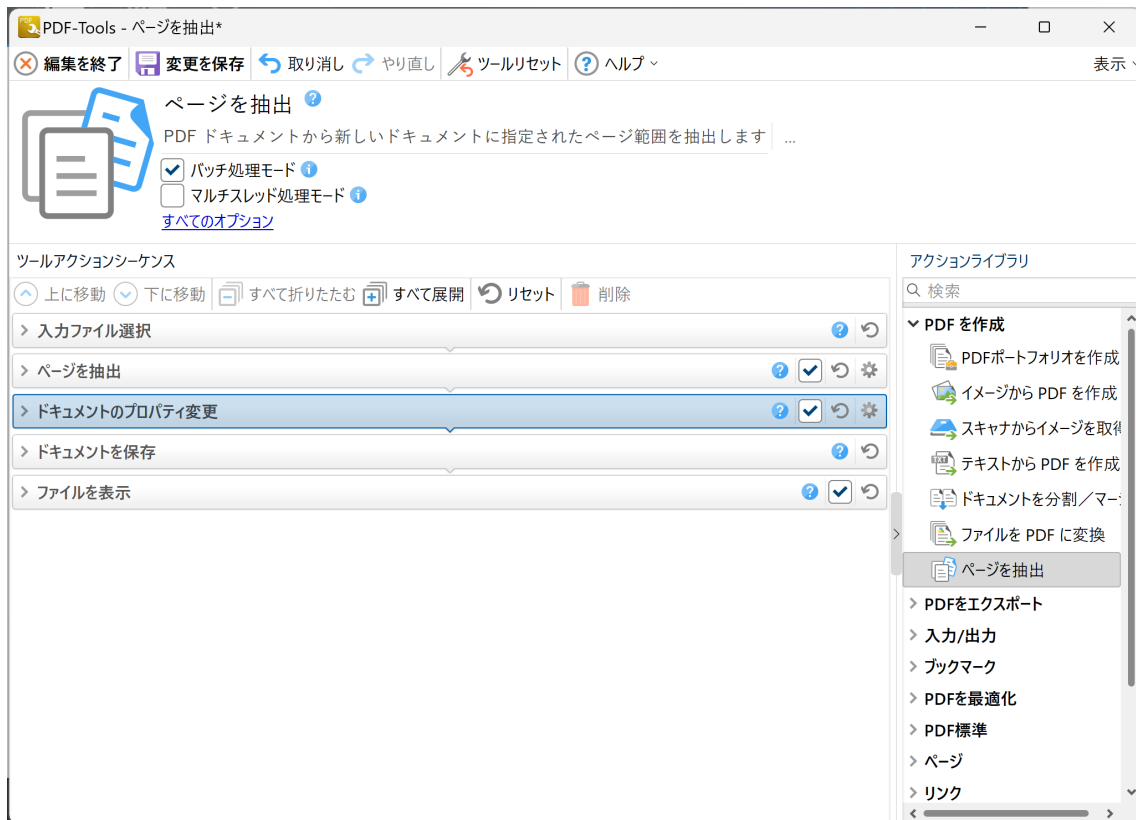 PDF-Tools - ページを抽出*
編集を終了 変更を保存 取り消し やり直し ツールリセット ヘルプ 表示
ページを抽出
PDF ドキュメントから新しいドキュメントに指定されたページ範囲を抽出します ...
バッチ処理モード
マルチスレッド処理モード
すべてのオプション
ツールアクションシーケンス
上に移動 下に移動 すべて折りたたむ すべて展開 リセット 削除
入力ファイル選択
ページを抽出
ドキュメントのプロパティ変更
ドキュメントを保存
ファイルを表示
アクションライブラリ
検索
PDF を作成
PDFポートフォリオを作成
イメージから PDF を作成
スキャナからイメージを取得
テキストから PDF を作成
ドキュメントを分割／マー
ファイルを PDF に変換
ページを抽出
PDFをエクスポート
入力/出力
ブックマーク
PDFを最適化
PDF標準
ページ
リンク